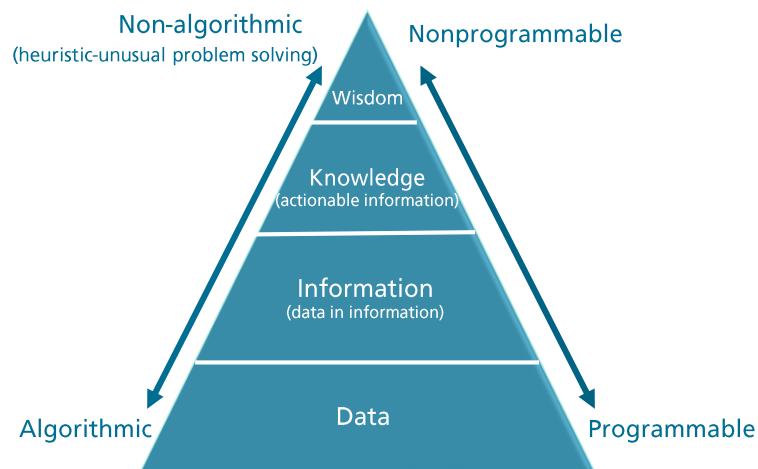 Non-algorithmic
(heuristic-unusual problem solving)
Nonprogrammable
Wisdom
Knowledge
(actionable information)
Information
(data in information)
Data
Algorithmic
Programmable